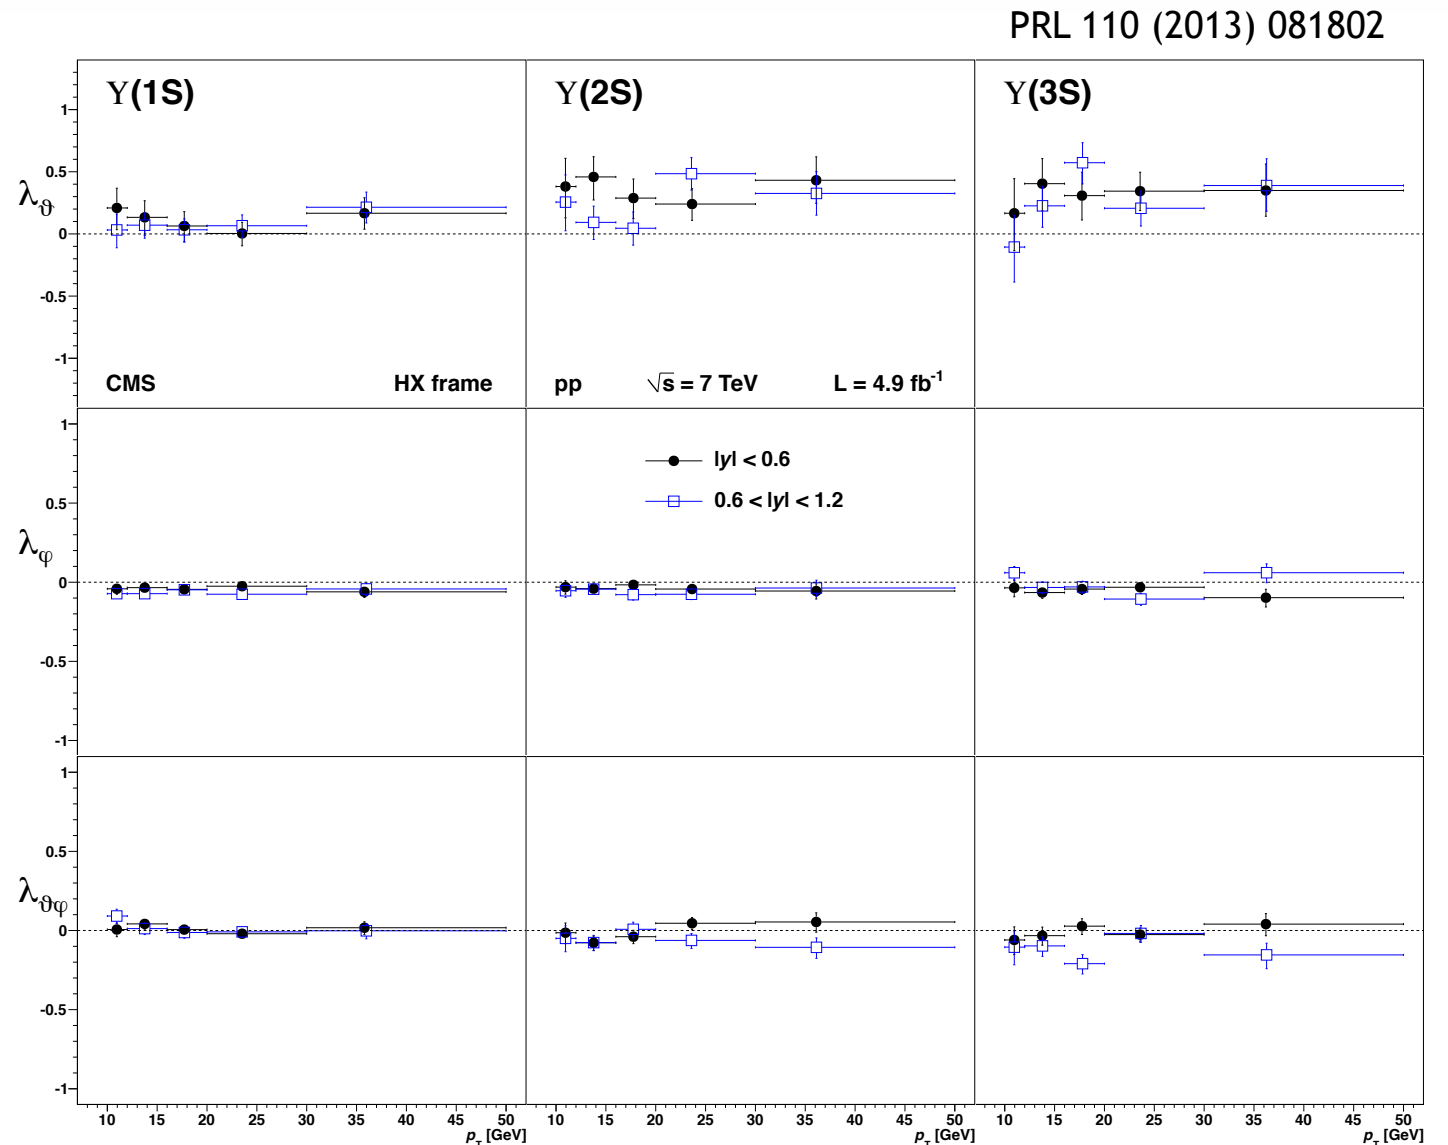 PRL 110 (2013) 081802
Υ(1S) Υ(2S) Υ(3S)
1
0.5
λϑ
0
-0.5
-1
CMS HX frame pp √s = 7 TeV L = 4.9 fb⁻¹
1
|y| < 0.6
0.5
0.6 < |y| < 1.2
λφ
0
-0.5
-1
1
0.5
λϑφ
0
-0.5
-1
10 15 20 25 30 35 40 45 50 10 15 20 25 30 35 40 45 50 10 15 20 25 30 35 40 45 50
pT [GeV] pT [GeV] pT [GeV]